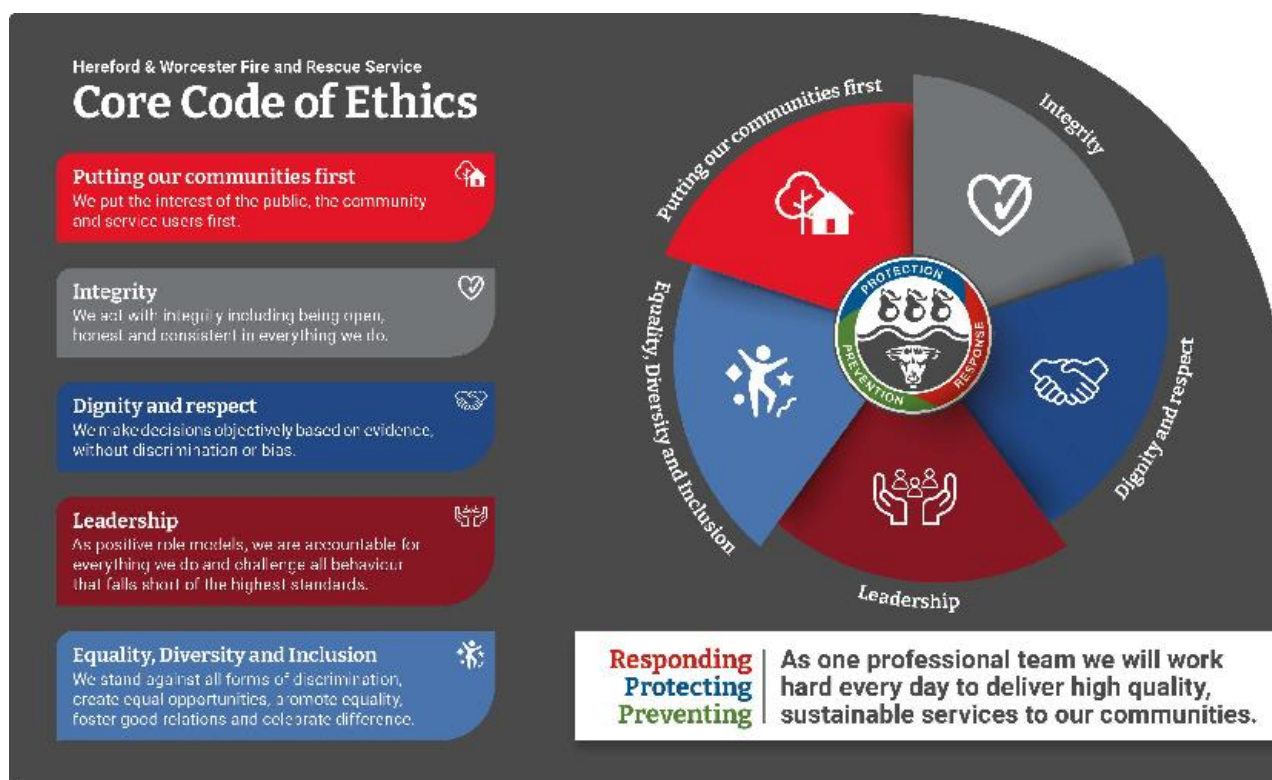 Hereford & Worcester Fire and Rescue Service
Core Code of Ethics
Putting our communities first
We put the interest of the public, the community
and service users first.
Integrity
We act with integrity including being open,
honest and consistent in everything we do.
Dignity and respect
We make decisions objectively based on evidence,
without discrimination or bias.
Leadership
As positive role models, we are accountable for
everything we do and challenge all behaviour
that falls short of the highest standards.
Equality, Diversity and Inclusion
We stand against all forms of discrimination,
create equal opportunities, promote equality,
foster good relations and celebrate difference.
Putting our communities first
Integrity
Dignity and respect
Leadership
Equality, Diversity and Inclusion
PROTECTION
RESPONSE
PREVENTION
Responding
Protecting
Preventing
As one professional team we will work
hard every day to deliver high quality,
sustainable services to our communities.